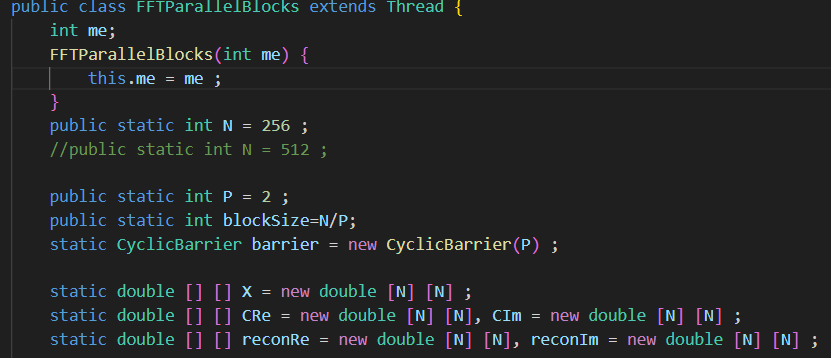 public class FFTParallelBlocks extends Thread {
int me;
FFTParallelBlocks(int me) {
this.me = me ;
}
public static int N = 256 ;
//public static int N = 512 ;
public static int P = 2 ;
public static int blockSize=N/P;
static CyclicBarrier barrier = new CyclicBarrier(P) ;
static double [] [] X = new double [N] [N] ;
static double [] [] CRe = new double [N] [N], CIm = new double [N] [N] ;
static double [] [] reconRe = new double [N] [N], reconIm = new double [N] [N] ;